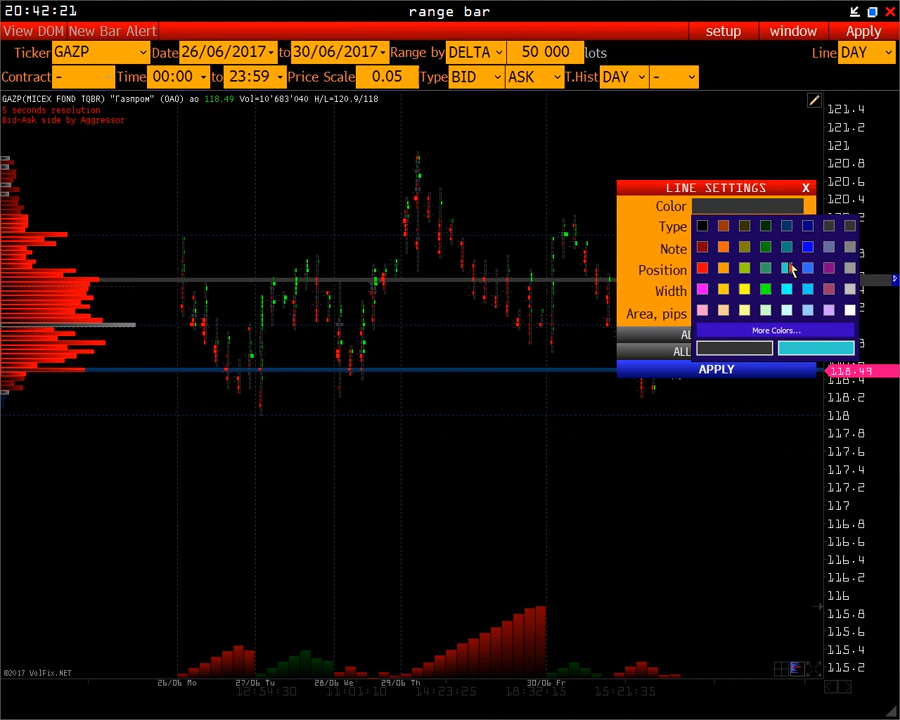 20:42:21 range bar
View DOM New Bar Alert setup window Apply
Ticker GAZP Date 26/06/2017 to 30/06/2017 Range by DELTA 50 000 lots Line DAY
Contract - Time 00:00 to 23:59 Price Scale 0.05 Type BID ASK T.Hist DAY -
GAZP(MICEX FOND TQBR) "Газпром" (ОАО) ао 118.49 Vol=10'683'040 H/L=120.9/118
5 seconds resolution
Bid-Ask side by Aggressor
121.4
121.2
121
120.8
120.6
120.4
LINE SETTINGS X
Color
Type
Note
Position
Width
Area, pips
More Colors...
AL
ALL
APPLY
118.49
118.4
118.2
118
117.8
117.6
117.4
117.2
117
116.8
116.6
116.4
116.2
116
115.8
115.6
115.4
115.2
©2017 VolFix.NET
26/06 Mo 27/06 Tu 28/06 We 29/06 Th 30/06 Fr
12:54:30 11:01:10 14:23:25 18:32:15 15:21:35